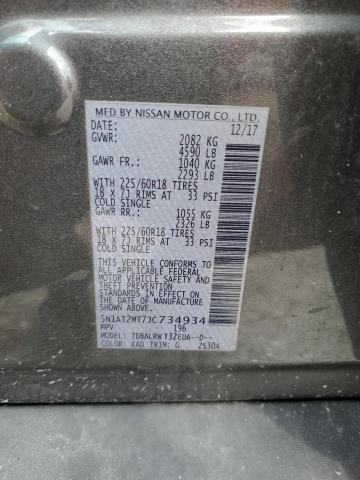 MFD BY NISSAN MOTOR CO., LTD.
DATE: 12/17
GVWR: 2082 KG
4590 LB
GAWR FR.: 1040 KG
2293 LB
WITH 225/60R18 TIRES
18 X 7J RIMS AT 33 PSI
COLD SINGLE
GAWR RR.: 1055 KG
2326 LB
WITH 225/60R18 TIRES
18 X 7J RIMS AT 33 PSI
COLD SINGLE
THIS VEHICLE CONFORMS TO ALL
APPLICABLE FEDERAL
MOTOR VEHICLE SAFETY
AND THEFT PREVENTION
STANDARDS IN EFFECT ON
THE DATE OF MANUFACTURE
SHOWN ABOVE.
5N1AT2MT7JC734934
MPV 196
MODEL: TDBALRWT32EUA--D--
COLOR: KAD TRIM: G 2S30A